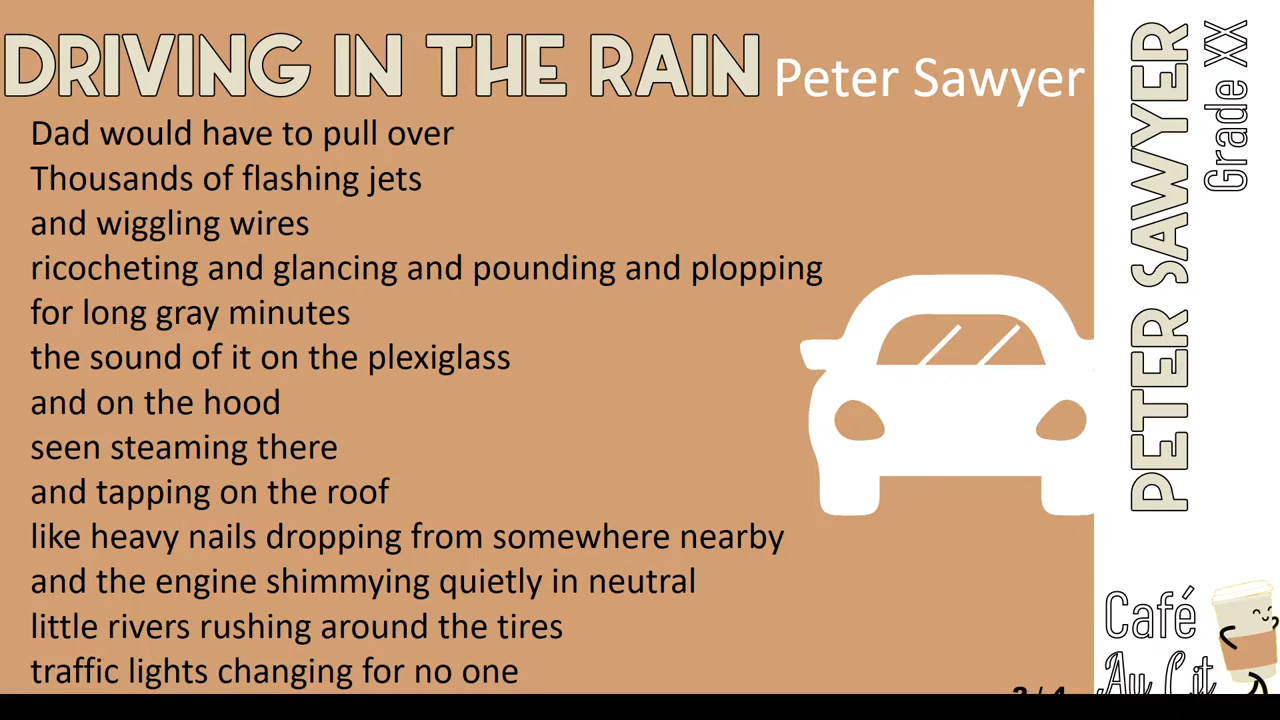 DRIVING IN THE RAIN Peter Sawyer
Dad would have to pull over
Thousands of flashing jets
and wiggling wires
ricocheting and glancing and pounding and plopping
for long gray minutes
the sound of it on the plexiglass
and on the hood
seen steaming there
and tapping on the roof
like heavy nails dropping from somewhere nearby
and the engine shimmying quietly in neutral
little rivers rushing around the tires
traffic lights changing for no one
PETER SAWYER
Grade XX
Café
Au Lit